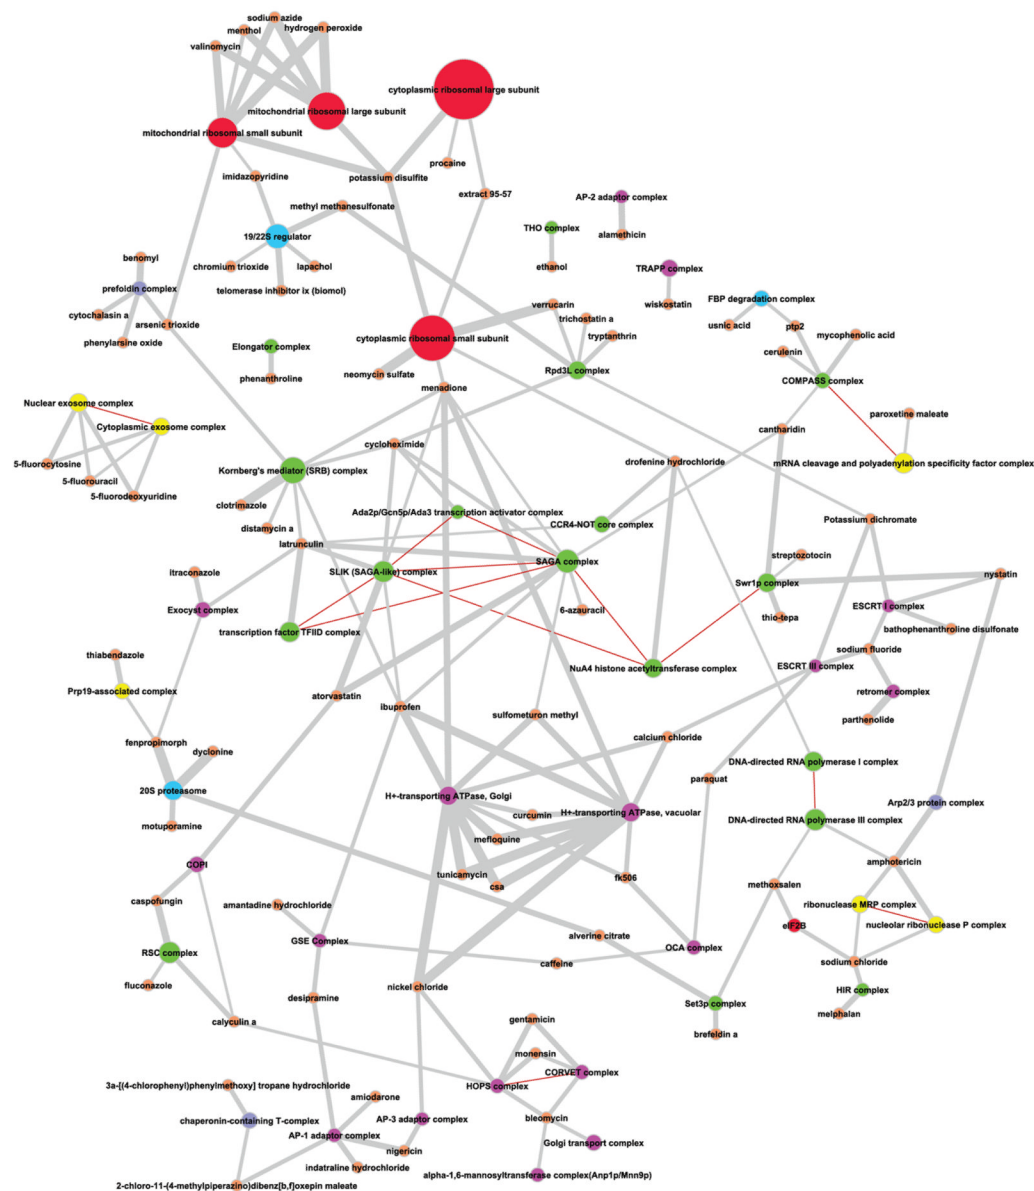 sodium azide
menthol
hydrogen peroxide
valinomycin
cytoplasmic ribosomal large subunit
mitochondrial ribosomal large subunit
mitochondrial ribosomal small subunit
procaine
imidazopyridine
potassium disulfite
extract 95-57
AP-2 adaptor complex
methyl methanesulfonate
THO complex
alamethicin
19/22S regulator
benomyl
chromium trioxide
lapachol
ethanol
TRAPP complex
prefoldin complex
telomerase inhibitor ix (biomol)
wiskostatin
FBP degradation complex
verrucarin
cytochalasin a
arsenic trioxide
trichostatin a
usnic acid
ptp2
mycophenolic acid
phenylarsine oxide
cytoplasmic ribosomal small subunit
tryptanthrin
Elongator complex
cerulenin
neomycin sulfate
Rpd3L complex
phenanthroline
menadione
COMPASS complex
Nuclear exosome complex
paroxetine maleate
Cytoplasmic exosome complex
cycloheximide
cantharidin
5-fluorocytosine
Kornberg's mediator (SRB) complex
drofenine hydrochloride
mRNA cleavage and polyadenylation specificity factor complex
5-fluorouracil
5-fluorodeoxyuridine
clotrimazole
Ada2p/Gcn5p/Ada3 transcription activator complex
distamycin a
CCR4-NOT core complex
Potassium dichromate
latrunculin
streptozotocin
itraconazole
SLIK (SAGA-like) complex
SAGA complex
Swr1p complex
nystatin
Exocyst complex
6-azauracil
ESCRT I complex
thio-tepa
transcription factor TFIID complex
bathophenanthroline disulfonate
thiabendazole
sodium fluoride
NuA4 histone acetyltransferase complex
ESCRT III complex
Prp19-associated complex
atorvastatin
retromer complex
ibuprofen
sulfometuron methyl
parthenolide
fenpropimorph
calcium chloride
dyclonine
DNA-directed RNA polymerase I complex
paraquat
20S proteasome
H+-transporting ATPase, Golgi
Arp2/3 protein complex
curcumin
H+-transporting ATPase, vacuolar
DNA-directed RNA polymerase III complex
motuporamine
mefloquine
COPI
tunicamycin
fk506
amphotericin
csa
methoxsalen
caspofungin
amantadine hydrochloride
ribonuclease MRP complex
eIF2B
nucleolar ribonuclease P complex
GSE Complex
alverine citrate
RSC complex
OCA complex
caffeine
sodium chloride
fluconazole
desipramine
nickel chloride
HIR complex
Set3p complex
melphalan
calyculin a
gentamicin
brefeldin a
monensin
3a-[(4-chlorophenyl)phenylmethoxy] tropane hydrochloride
HOPS complex
CORVET complex
amiodarone
chaperonin-containing T-complex
AP-3 adaptor complex
bleomycin
AP-1 adaptor complex
Golgi transport complex
nigericin
indatraline hydrochloride
alpha-1,6-mannosyltransferase complex(Anp1p/Mnn9p)
2-chloro-11-(4-methylpiperazino)dibenz[b,f]oxepin maleate